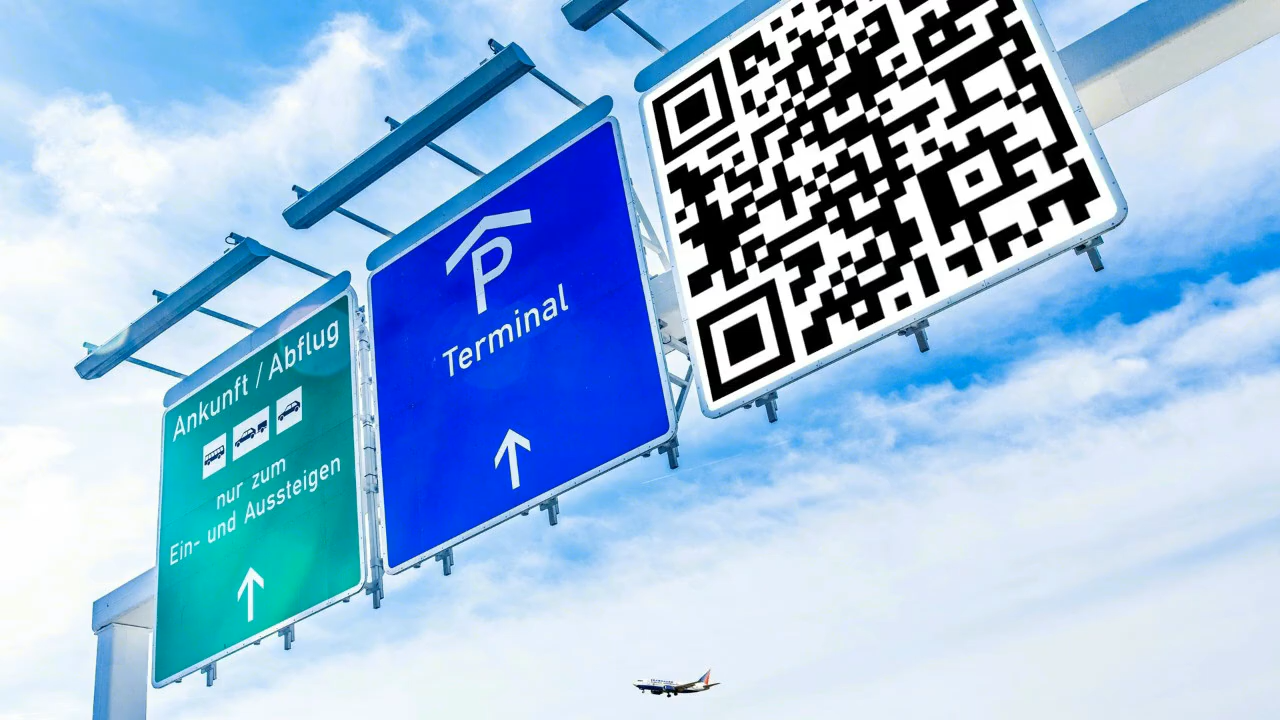 Ankunft / Abflug
nur zum
Ein- und Aussteigen
P
Terminal